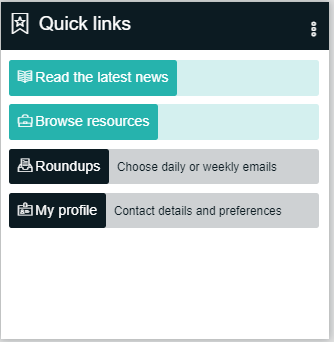 Quick links
Read the latest news
Browse resources
Roundups Choose daily or weekly emails
My profile Contact details and preferences